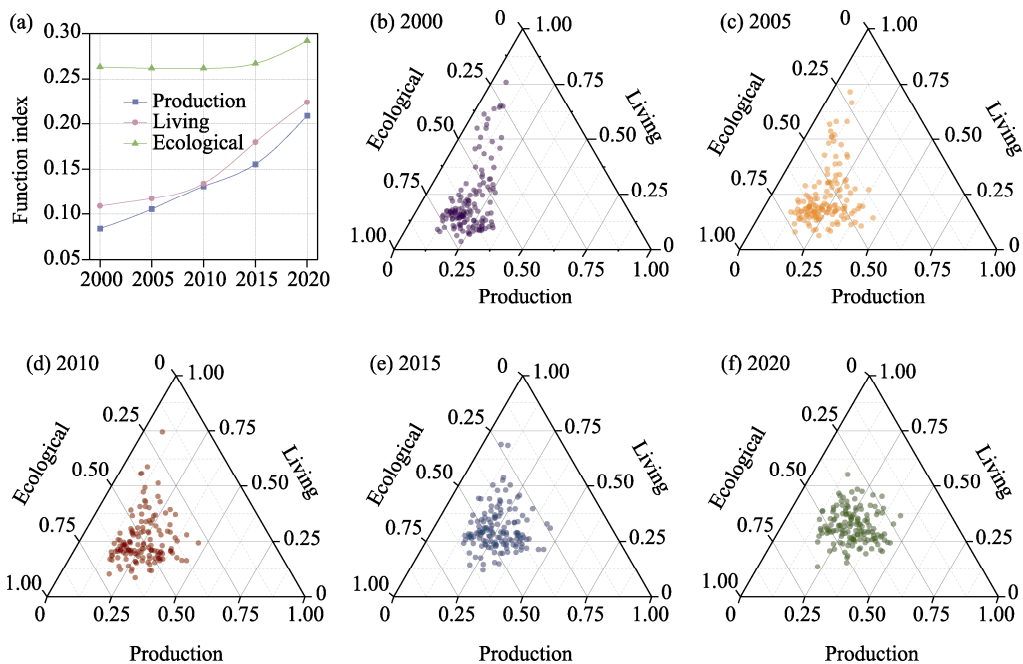 (a)
0.30
0.25
0.20
0.15
0.10
0.05
Function index
Production
Living
Ecological
2000 2005 2010 2015 2020
(b) 2000
0 1.00
0.25 0.75
0.50 0.50
0.75 0.25
1.00 0
0 0.25 0.50 0.75 1.00
Ecological
Living
Production
(c) 2005
0 1.00
0.25 0.75
0.50 0.50
0.75 0.25
1.00 0
0 0.25 0.50 0.75 1.00
Ecological
Living
Production
(d) 2010
0 1.00
0.25 0.75
0.50 0.50
0.75 0.25
1.00 0
0 0.25 0.50 0.75 1.00
Ecological
Living
Production
(e) 2015
0 1.00
0.25 0.75
0.50 0.50
0.75 0.25
1.00 0
0 0.25 0.50 0.75 1.00
Ecological
Living
Production
(f) 2020
0 1.00
0.25 0.75
0.50 0.50
0.75 0.25
1.00 0
0 0.25 0.50 0.75 1.00
Ecological
Living
Production